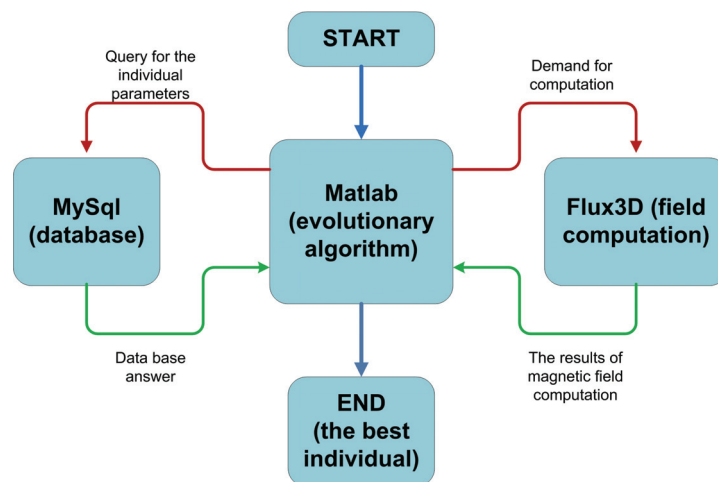 START
Query for the
individual
parameters
Demand for
computation
MySql
(database)
Matlab
(evolutionary
algorithm)
Flux3D (field
computation)
Data base
answer
The results of
magnetic field
computation
END
(the best
individual)